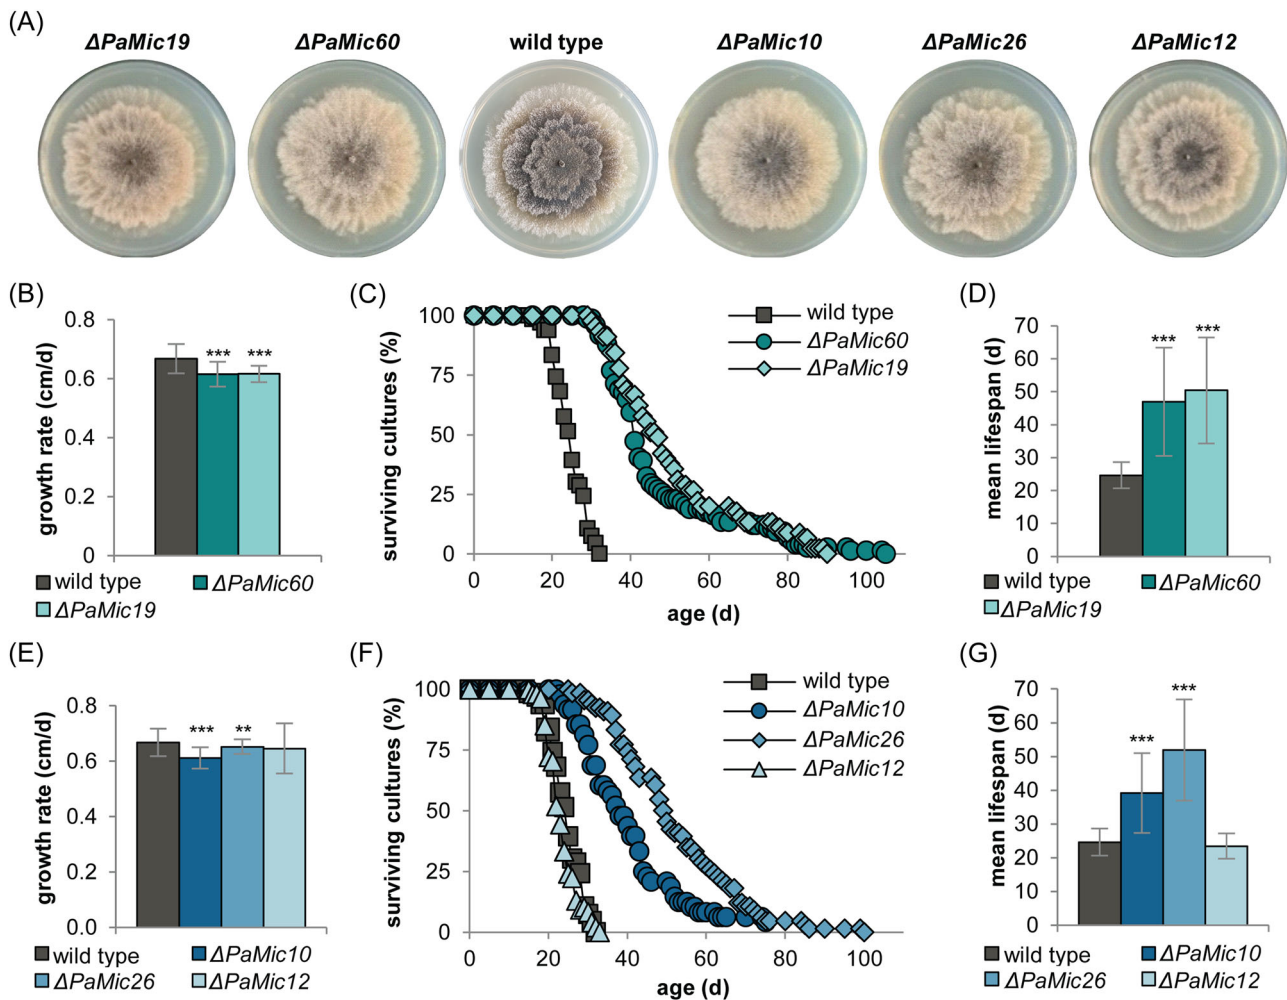 (A)
ΔPaMic19 ΔPaMic60 wild type ΔPaMic10 ΔPaMic26 ΔPaMic12
(B)
growth rate (cm/d)
0.8
0.6
0.4
0.2
0
*** ***
wild type ΔPaMic60
ΔPaMic19
(C)
surviving cultures (%)
100
75
50
25
0
0 20 40 60 80 100
age (d)
wild type
ΔPaMic60
ΔPaMic19
(D)
mean lifespan (d)
70
60
50
40
30
20
10
0
*** ***
wild type ΔPaMic60
ΔPaMic19
(E)
growth rate (cm/d)
0.8
0.6
0.4
0.2
0.0
*** **
wild type ΔPaMic10
ΔPaMic26 ΔPaMic12
(F)
surviving cultures (%)
100
75
50
25
0
0 20 40 60 80 100
age (d)
wild type
ΔPaMic10
ΔPaMic26
ΔPaMic12
(G)
mean lifespan (d)
70
60
50
40
30
20
10
0
*** ***
wild type ΔPaMic10
ΔPaMic26 ΔPaMic12